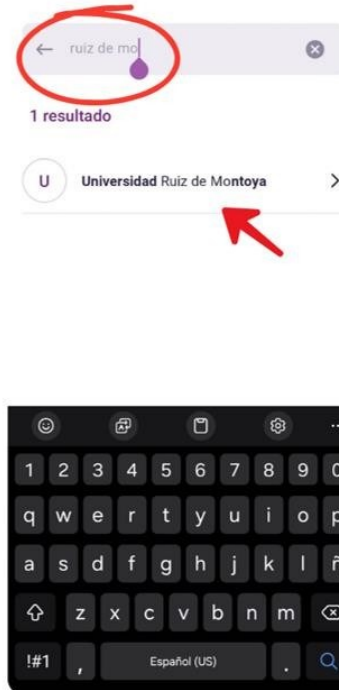 ruiz de mo
1 resultado
U Universidad Ruiz de Montoya
1 2 3 4 5 6 7 8 9 0
q w e r t y u i o p
a s d f g h j k l ñ
z x c v b n m
!#1 , Español (US) .